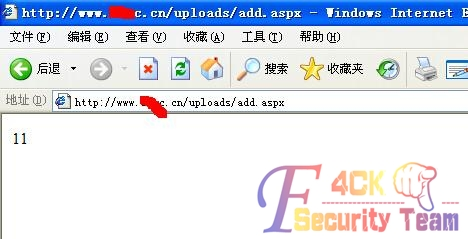 http://www. c.cn/uploads/add.aspx - Windows Internet E
文件(F) 编辑(E) 查看(V) 收藏(A) 工具(T) 帮助(H)
后退 搜索 收藏夹
地址(D) http://www. c.cn/uploads/add.aspx
11
F4CK
Security Team